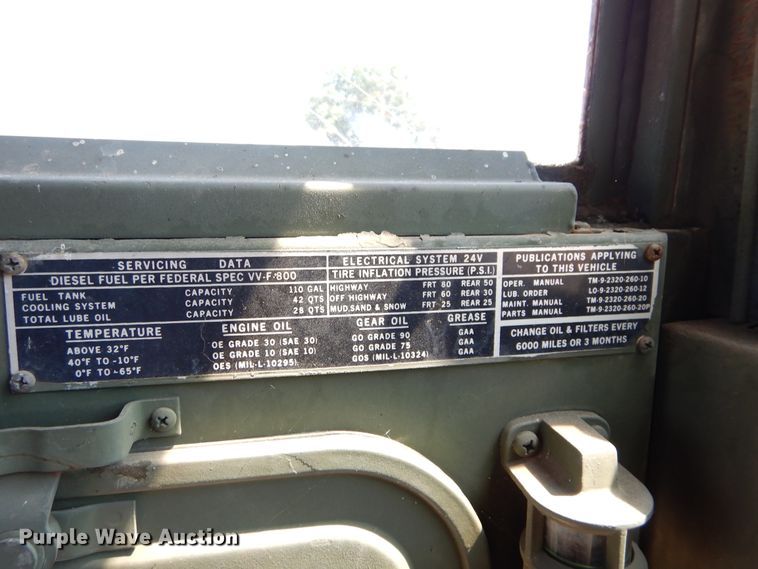 SERVICING DATA
DIESEL FUEL PER FEDERAL SPEC VV-F-800
FUEL TANK CAPACITY 110 GAL
COOLING SYSTEM CAPACITY 42 QTS
TOTAL LUBE OIL CAPACITY 28 QTS
ELECTRICAL SYSTEM 24V
TIRE INFLATION PRESSURE (P.S.I.)
HIGHWAY FRT 80 REAR 50
OFF HIGHWAY FRT 60 REAR 30
MUD,SAND & SNOW FRT 25 REAR 25
PUBLICATIONS APPLYING
TO THIS VEHICLE
OPER. MANUAL TM-9-2320-260-10
LUB. ORDER LO-9-2320-260-12
MAINT. MANUAL TM-9-2320-260-20
PARTS MANUAL TM-9-2320-260-20P
TEMPERATURE ENGINE OIL GEAR OIL GREASE
ABOVE 32°F OE GRADE 30 (SAE 30) GO GRADE 90 GAA
40°F TO-10°F OE GRADE 10 (SAE 10) GO GRADE 75 GAA
0°F TO -65°F OES (MIL-L-10295) GOS (MIL-L-10324) GAA
CHANGE OIL & FILTERS EVERY
6000 MILES OR 3 MONTHS
Purple Wave Auction